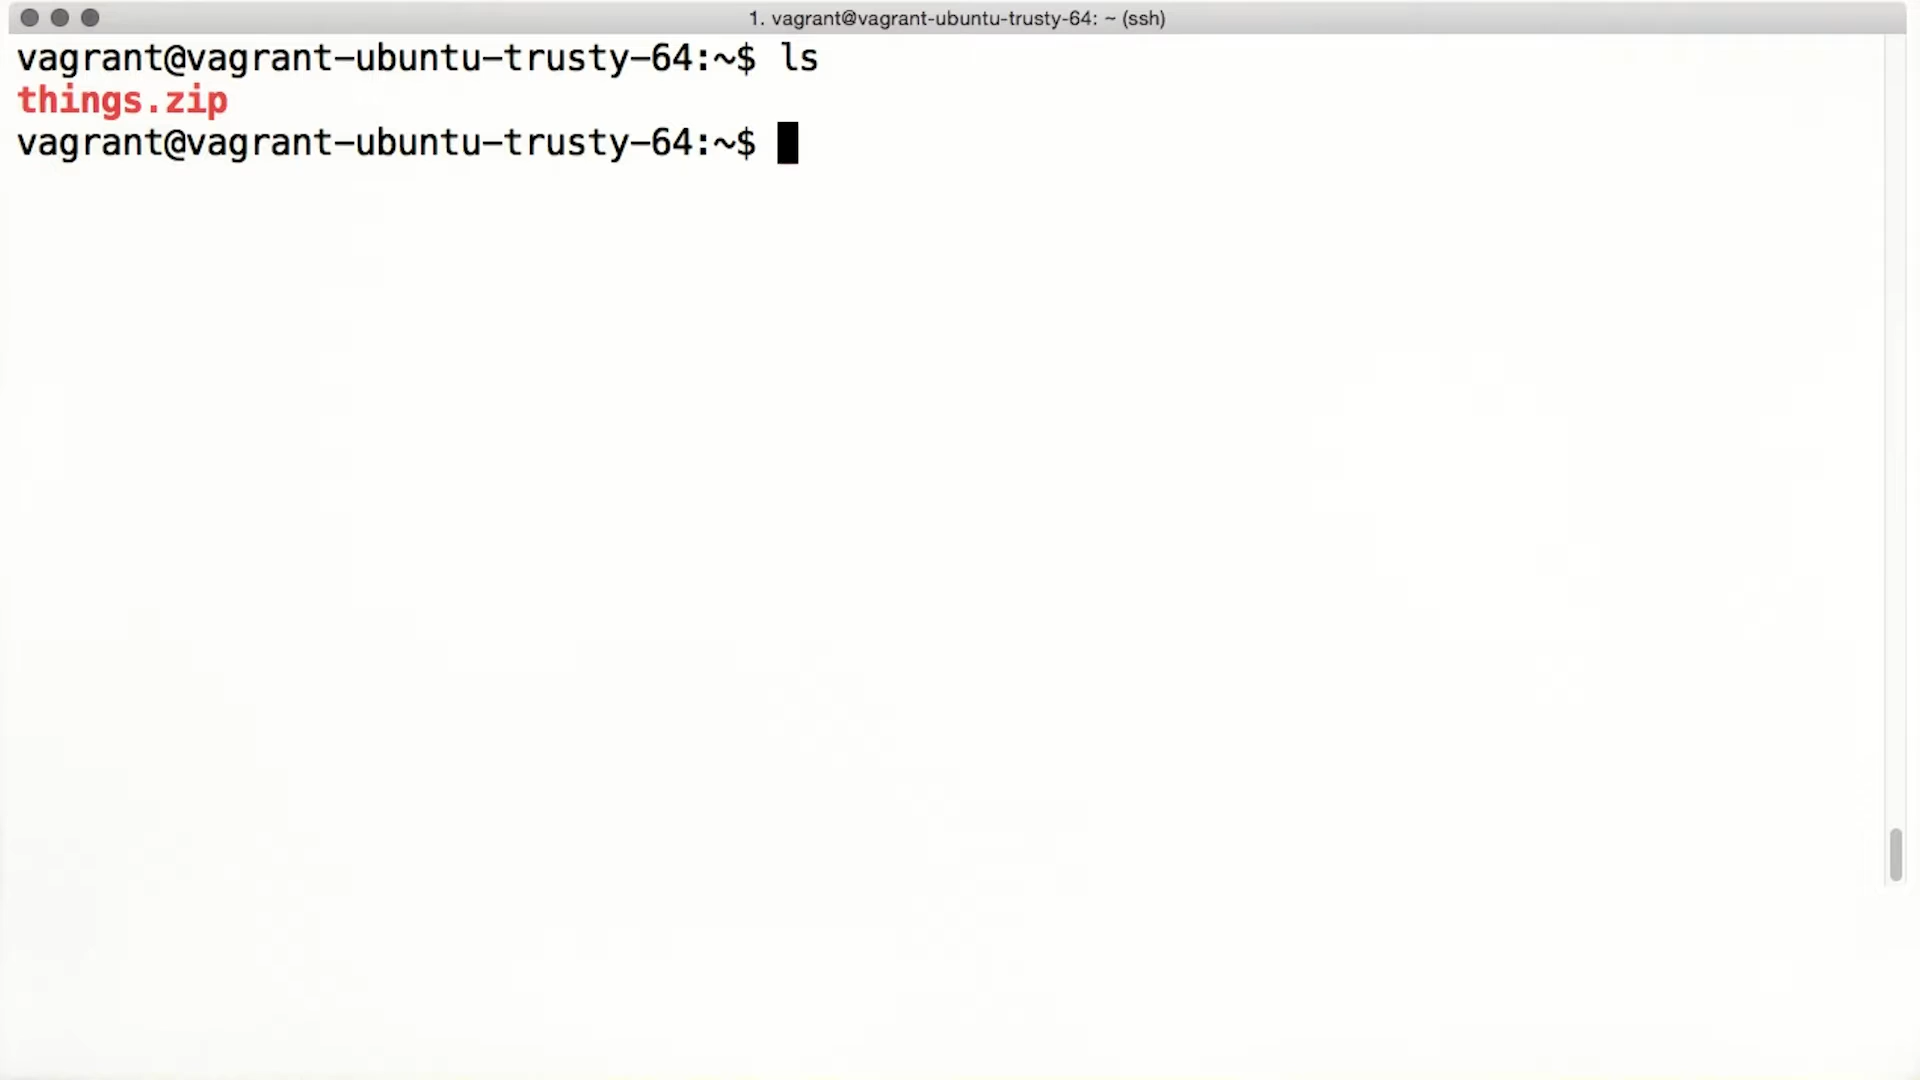 1. vagrant@vagrant-ubuntu-trusty-64: ~ (ssh)
vagrant@vagrant-ubuntu-trusty-64:~$ ls
things.zip
vagrant@vagrant-ubuntu-trusty-64:~$